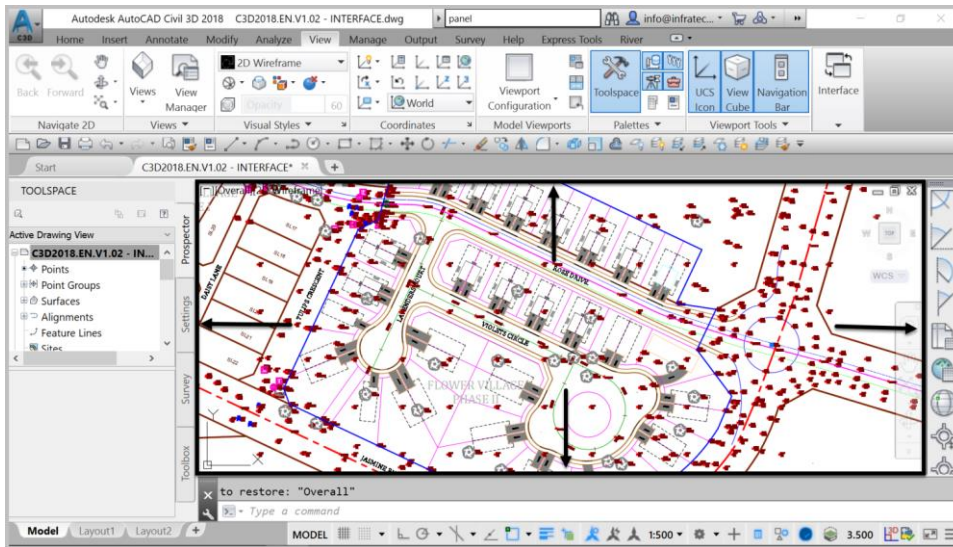 Autodesk AutoCAD Civil 3D 2018 C3D2018.EN.V1.02 - INTERFACE.dwg
panel
info@infratec...
C3D
Home Insert Annotate Modify Analyze View Manage Output Survey Help Express Tools River
2D Wireframe
Back Forward
Views
View Manager
Opacity 60
World
Viewport Configuration
Toolspace
UCS Icon
View Cube
Navigation Bar
Interface
Navigate 2D
Views
Visual Styles
Coordinates
Model Viewports
Palettes
Viewport Tools
Start
C3D2018.EN.V1.02 - INTERFACE*
TOOLSPACE
Active Drawing View
C3D2018.EN.V1.02 - IN...
Points
Point Groups
Surfaces
Alignments
Feature Lines
Sites
Prospector
Settings
Survey
Toolbox
TOP
WCS
DAISY LANE
TULIPS CRESCENT
ROSE DRIVE
VIOLETS CIRCLE
FLOWER VILLAGE
PHASE II
X
Y
to restore: "Overall"
Type a command
Model Layout1 Layout2 +
MODEL
1:500
3.500